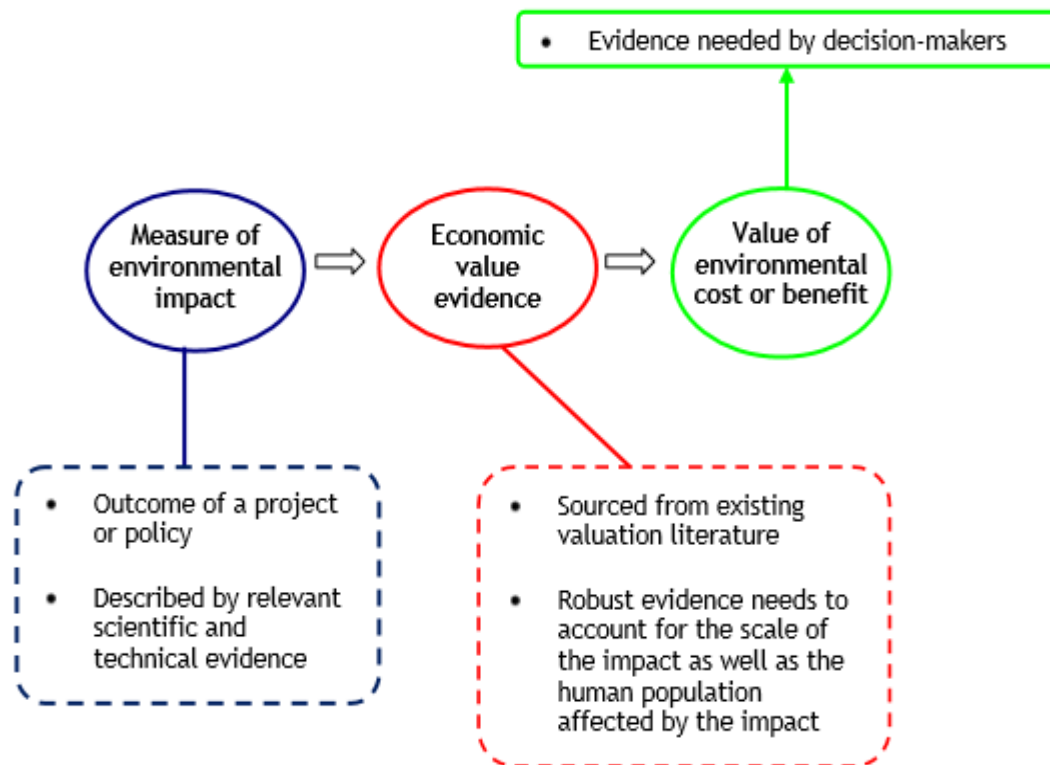 • Evidence needed by decision-makers
Measure of
environmental
impact
Economic
value
evidence
Value of
environmental
cost or benefit
• Outcome of a project
or policy
• Described by relevant
scientific and
technical evidence
• Sourced from existing
valuation literature
• Robust evidence needs to
account for the scale of
the impact as well as the
human population
affected by the impact